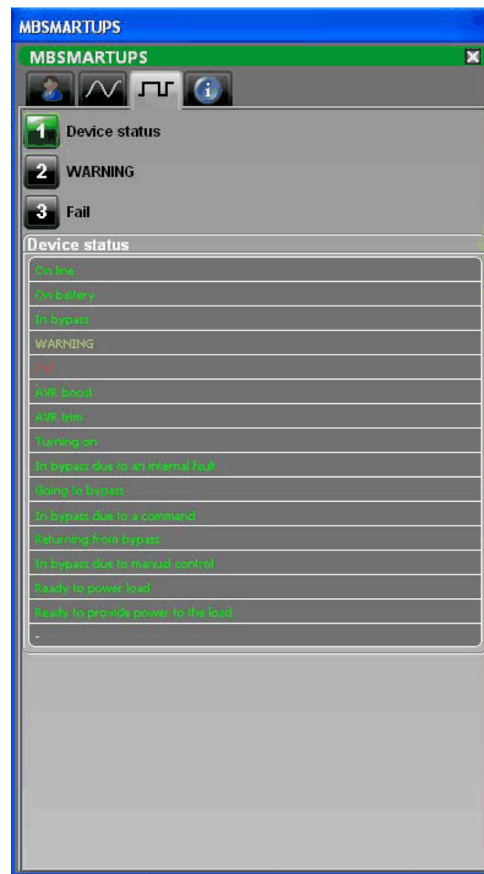 MBSMARTUPS
MBSMARTUPS
i
1 Device status
2 WARNING
3 Fail
Device status
On line
On battery
In bypass
WARNING
AVR boost
AVR trim
Turning on
In bypass due to an internal fault
Going to bypass
In bypass due to a command
Returning from bypass
In bypass due to manual control
Ready to power load
Ready to provide power to the load
-